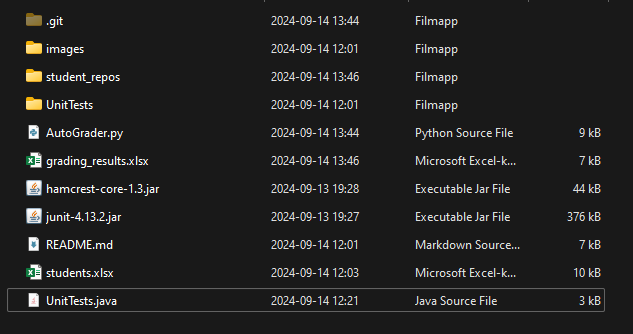 .git 2024-09-14 13:44 Filmapp
images 2024-09-14 12:01 Filmapp
student_repos 2024-09-14 13:46 Filmapp
UnitTests 2024-09-14 12:01 Filmapp
AutoGrader.py 2024-09-14 13:44 Python Source File 9 kB
grading_results.xlsx 2024-09-14 13:46 Microsoft Excel-k... 7 kB
hamcrest-core-1.3.jar 2024-09-13 19:28 Executable Jar File 44 kB
junit-4.13.2.jar 2024-09-13 19:27 Executable Jar File 376 kB
README.md 2024-09-14 12:01 Markdown Source... 7 kB
students.xlsx 2024-09-14 12:03 Microsoft Excel-k... 10 kB
UnitTests.java 2024-09-14 12:21 Java Source File 3 kB